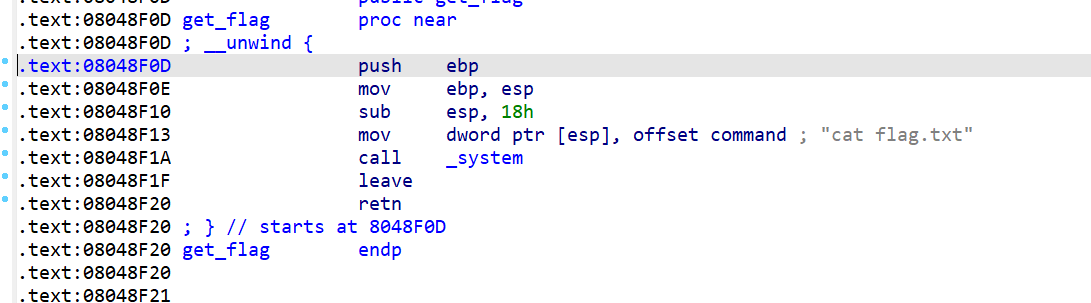 public get_flag
.text:08048F0D get_flag proc near
.text:08048F0D ; __unwind {
.text:08048F0D push ebp
.text:08048F0E mov ebp, esp
.text:08048F10 sub esp, 18h
.text:08048F13 mov dword ptr [esp], offset command ; "cat flag.txt"
.text:08048F1A call _system
.text:08048F1F leave
.text:08048F20 retn
.text:08048F20 ; } // starts at 8048F0D
.text:08048F20 get_flag endp
.text:08048F20
.text:08048F21